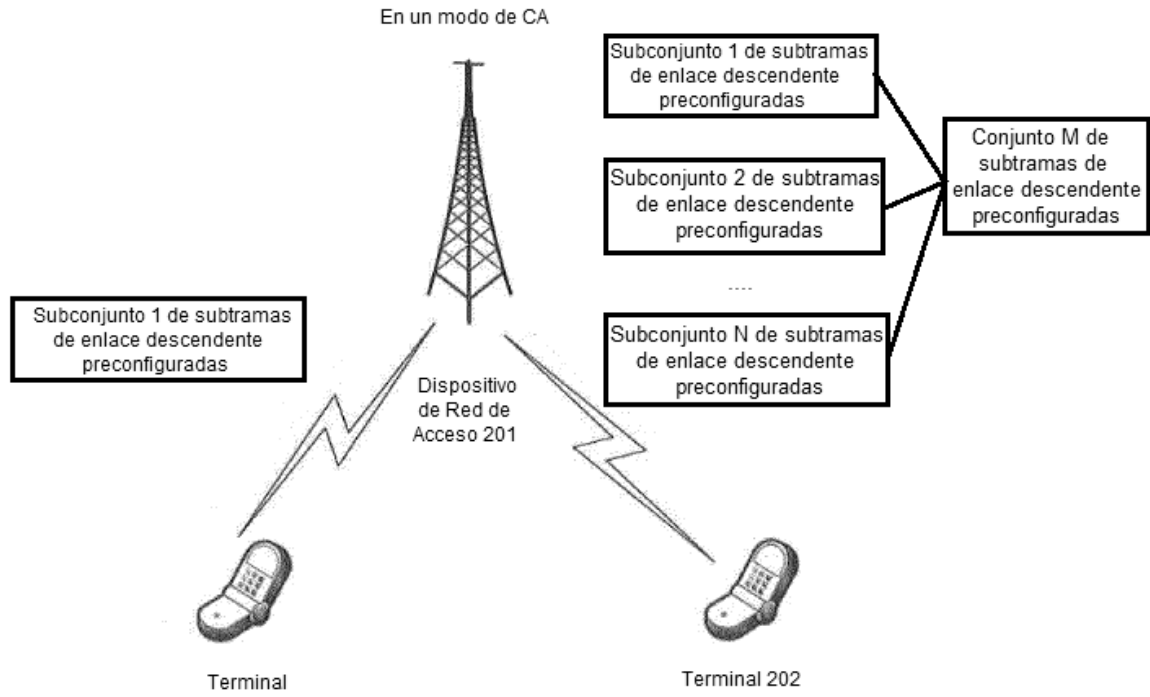 En un modo de CA
Subconjunto 1 de subtramas
de enlace descendente
preconfiguradas
Conjunto M de
subtramas de
enlace descendente
preconfiguradas
Subconjunto 2 de subtramas
de enlace descendente
preconfiguradas
....
Subconjunto N de subtramas
de enlace descendente
preconfiguradas
Subconjunto 1 de subtramas
de enlace descendente
preconfiguradas
Dispositivo
de Red de
Acceso 201
Terminal
Terminal 202